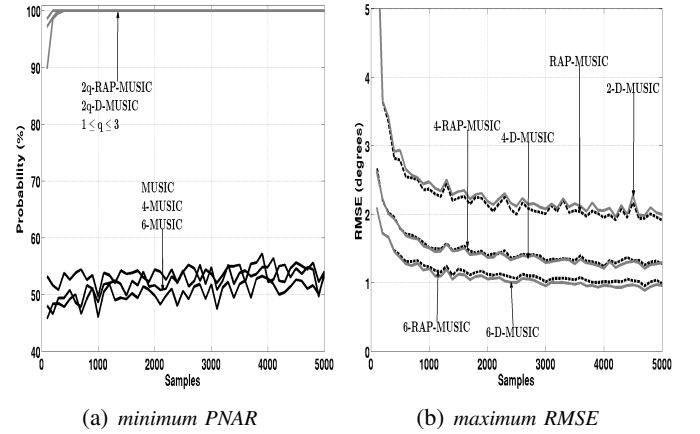 100
90
80
70
60
50
40
Probability (%)
2q-RAP-MUSIC
2q-D-MUSIC
1 ≤ q ≤ 3
MUSIC
4-MUSIC
6-MUSIC
0 1000 2000 3000 4000 5000
Samples
(a) minimum PNAR
5
4
3
2
1
0
RMSE (degrees)
RAP-MUSIC
2-D-MUSIC
4-RAP-MUSIC
4-D-MUSIC
6-RAP-MUSIC
6-D-MUSIC
0 1000 2000 3000 4000 5000
Samples
(b) maximum RMSE